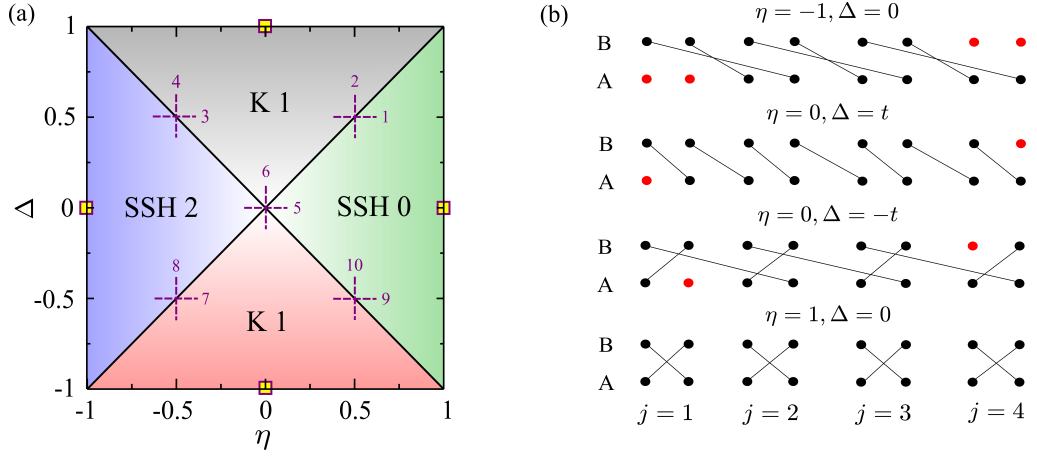 (a)
1
0.5
0
-0.5
-1
Δ
4
3
2
1
K 1
6
5
SSH 2
SSH 0
8
7
10
9
K 1
-1
-0.5
0
0.5
1
η
(b)
η = −1, Δ = 0
B
A
η = 0, Δ = t
B
A
η = 0, Δ = −t
B
A
η = 1, Δ = 0
B
A
j = 1
j = 2
j = 3
j = 4